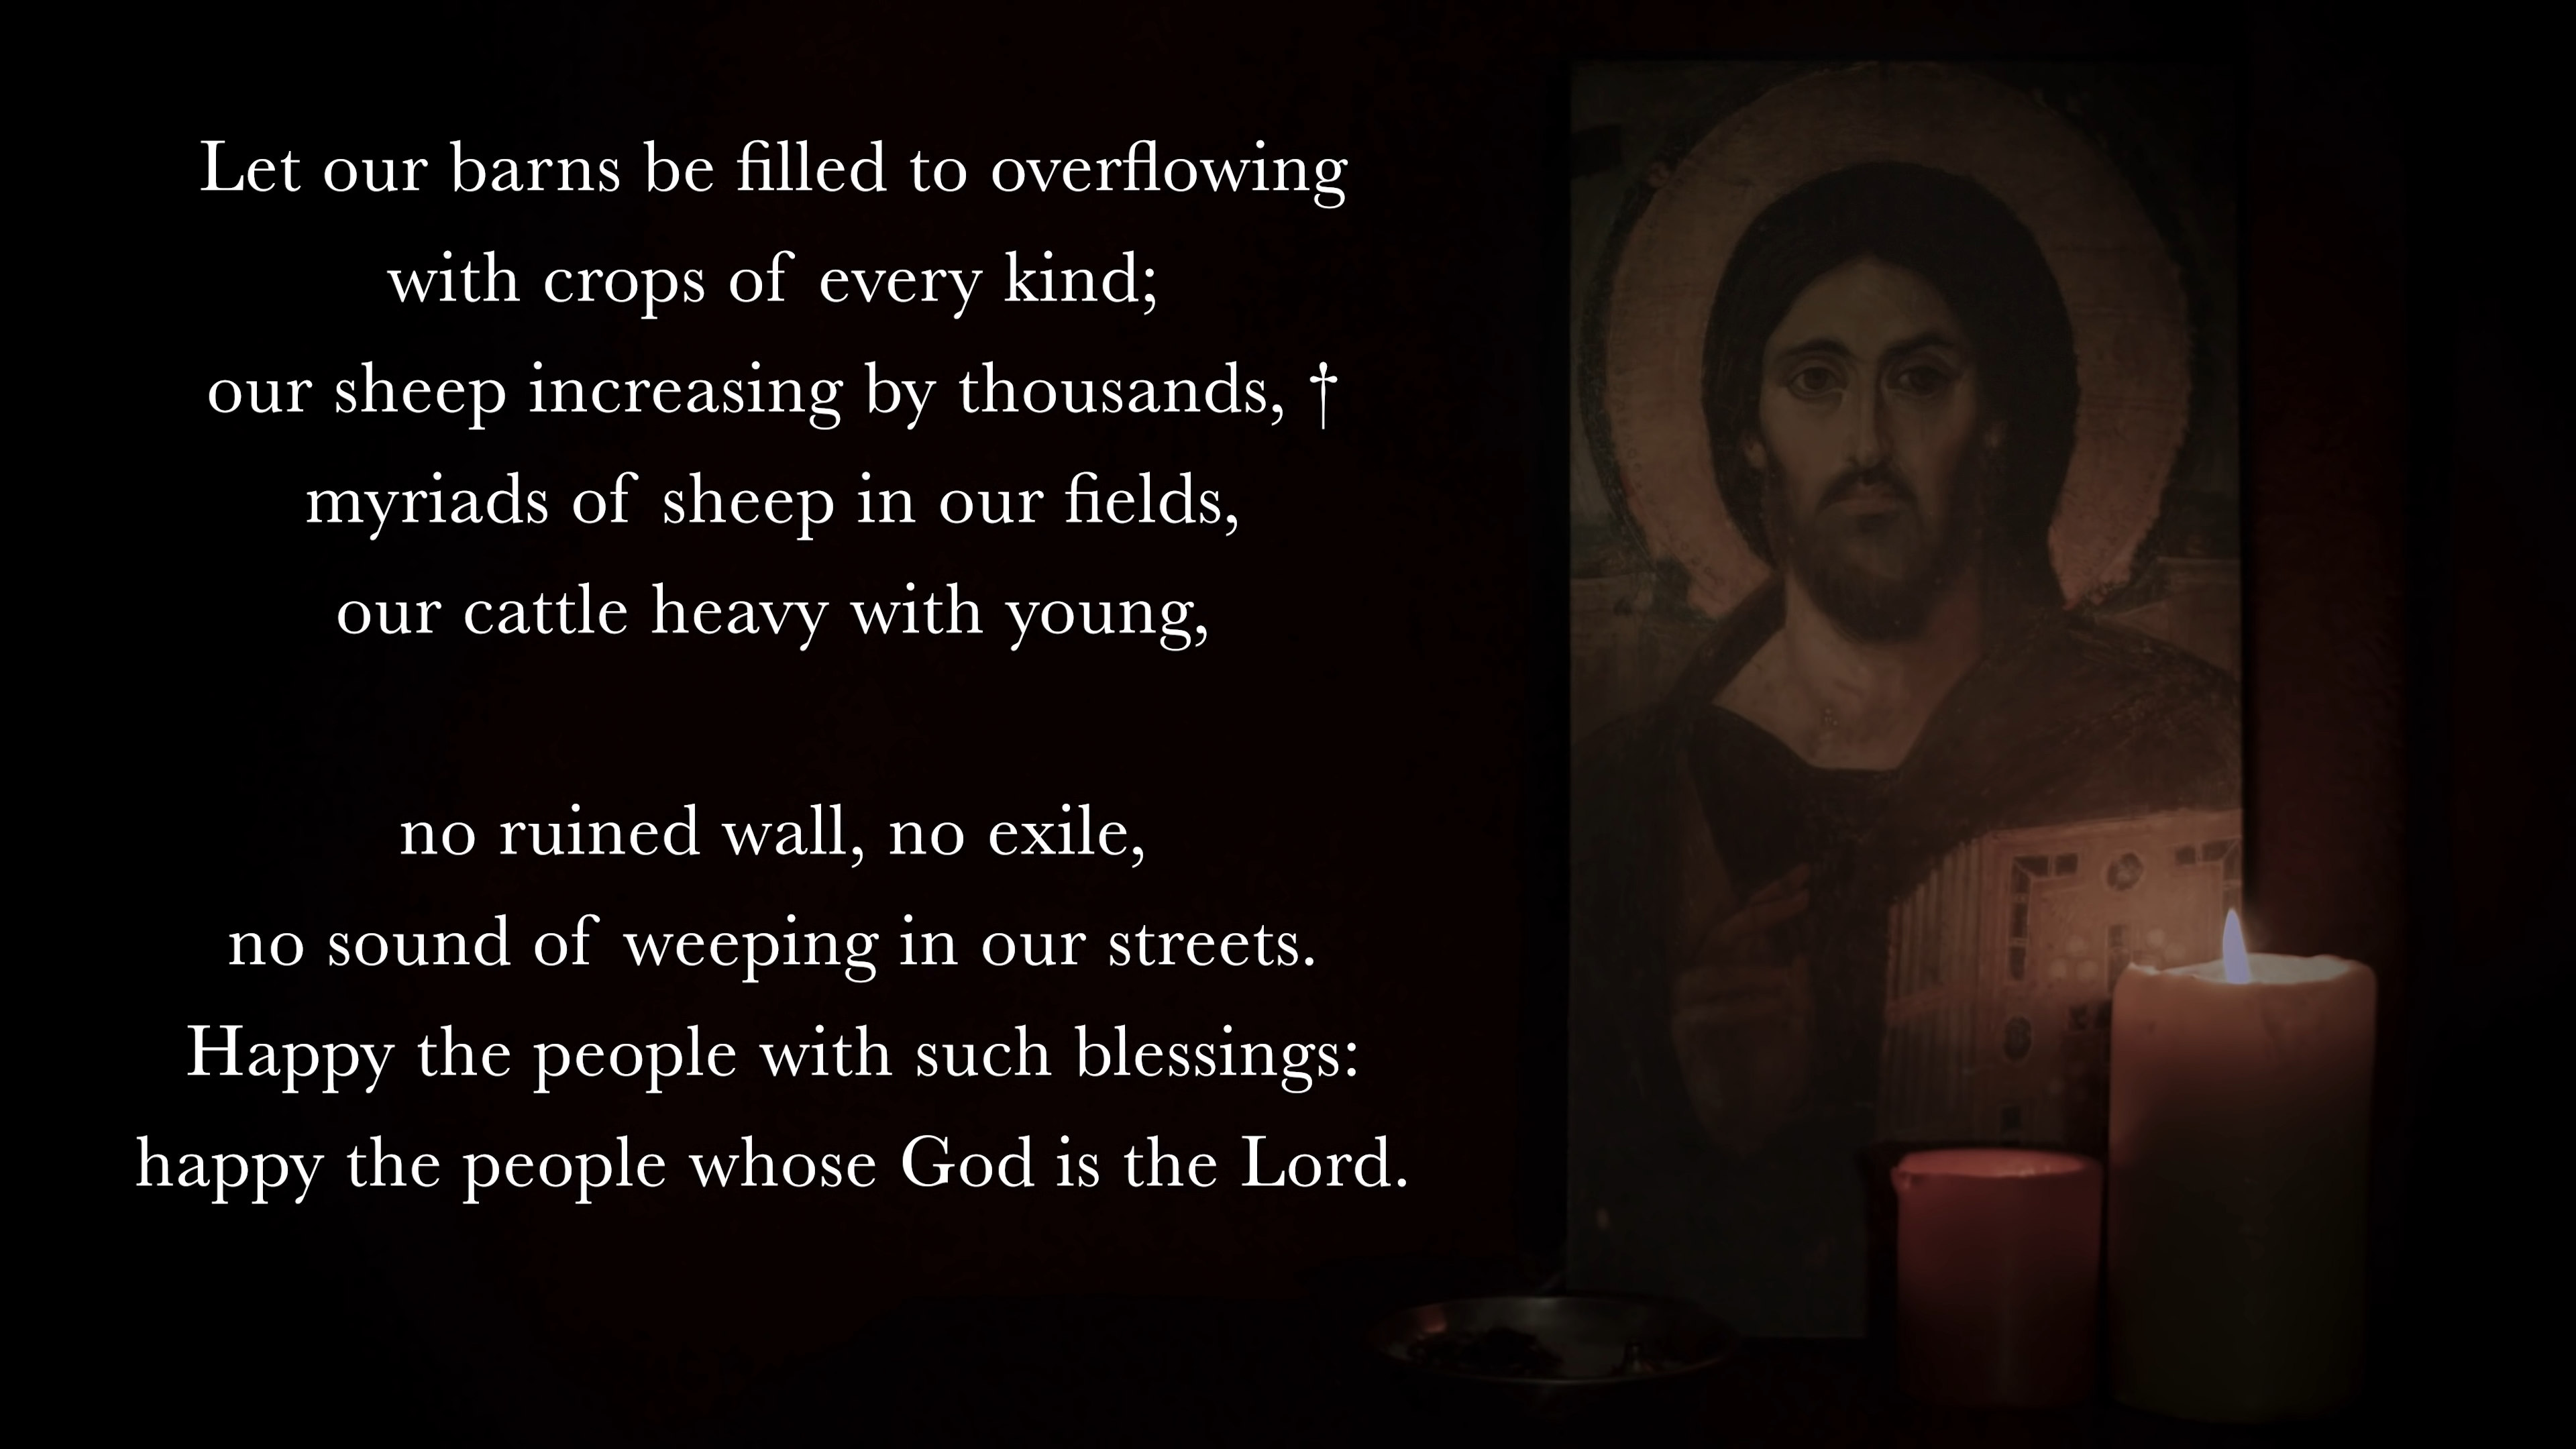 Let our barns be filled to overflowing
with crops of every kind;
our sheep increasing by thousands, †
myriads of sheep in our fields,
our cattle heavy with young,
no ruined wall, no exile,
no sound of weeping in our streets.
Happy the people with such blessings:
happy the people whose God is the Lord.